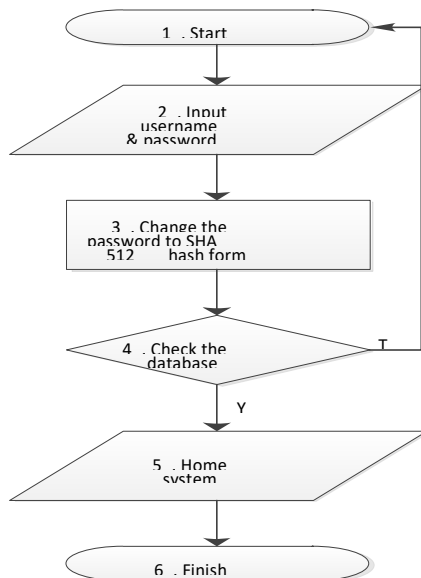 1 . Start
2 . Input
username
& password
3 . Change the
password to SHA
512 hash form
4 . Check the
database
T
Y
5 . Home
system
6 . Finish